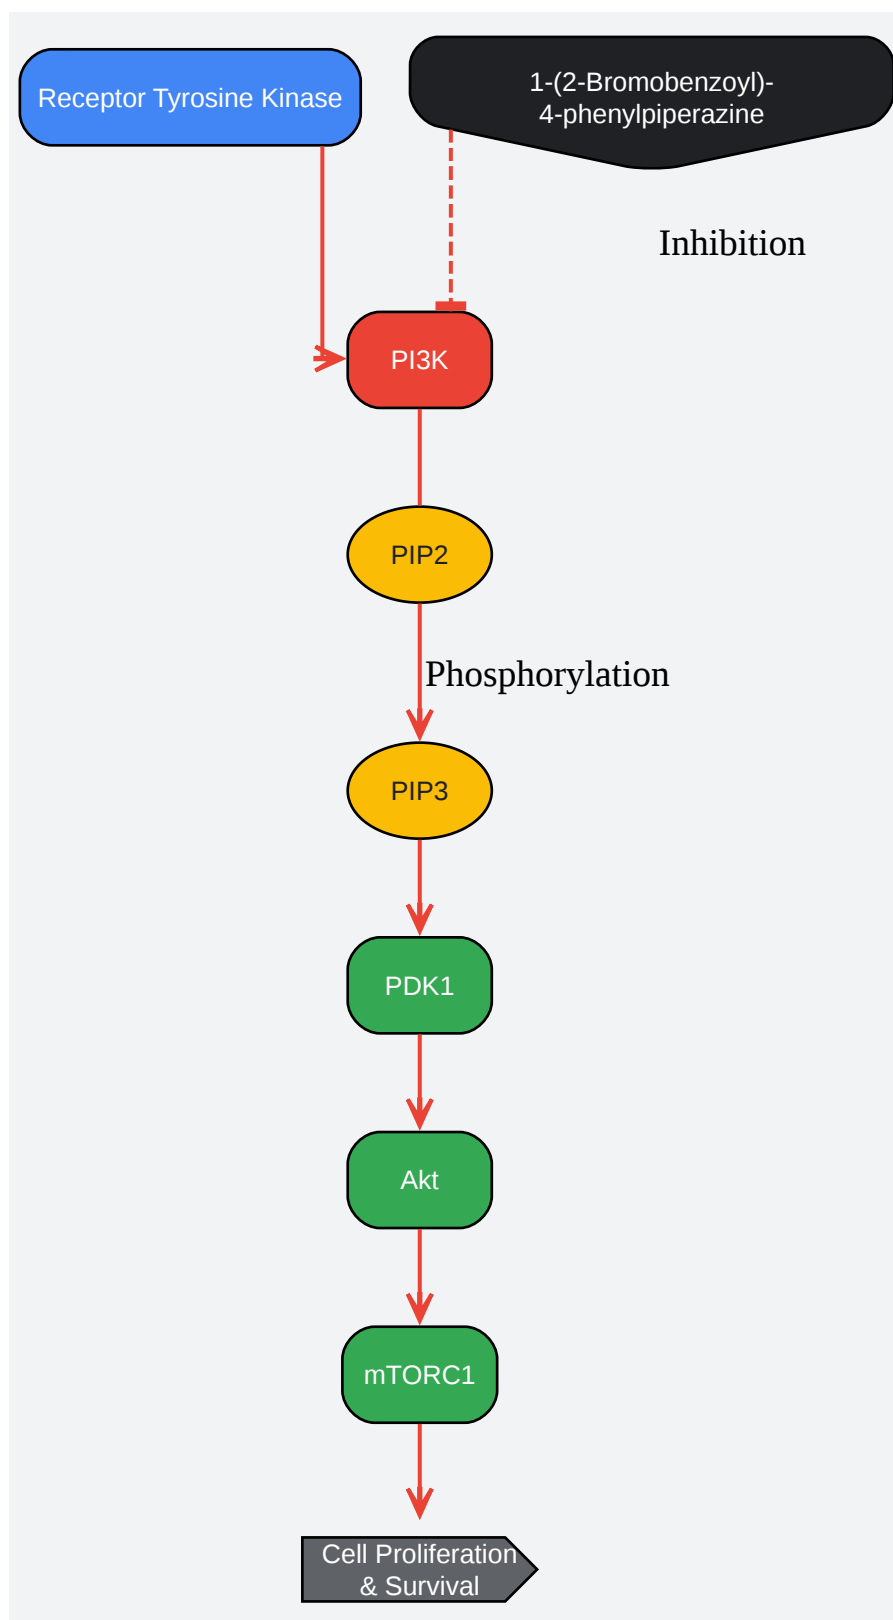 Receptor Tyrosine Kinase
1-(2-Bromobenzoyl)-
4-phenylpiperazine
Inhibition
PI3K
PIP2
Phosphorylation
PIP3
PDK1
Akt
mTORC1
Cell Proliferation
& Survival